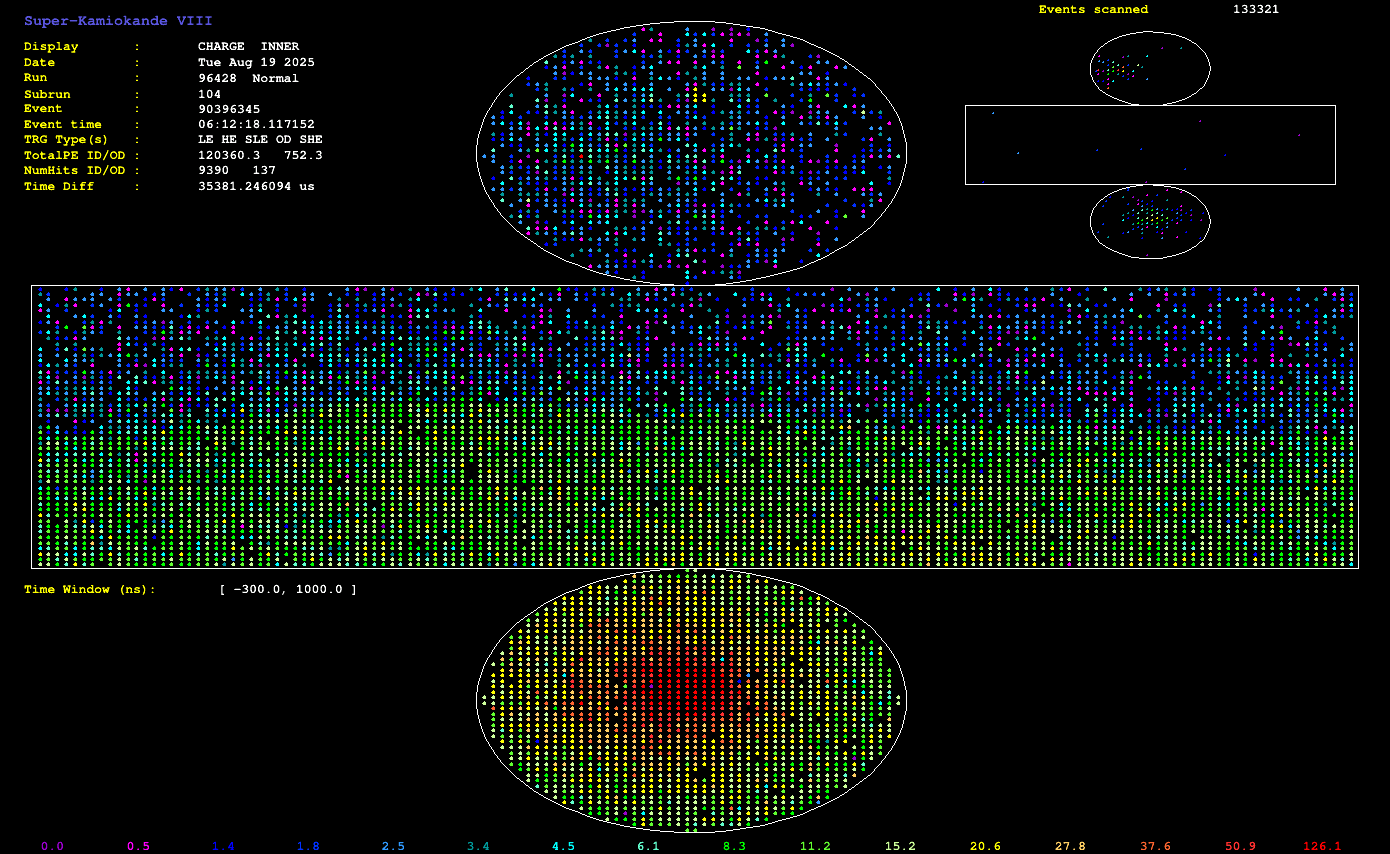 Super-Kamiokande VIII
Events scanned 133321
Display : CHARGE INNER
Date : Tue Aug 19 2025
Run : 96428 Normal
Subrun : 104
Event : 90396345
Event time : 06:12:18.117152
TRG Type(s) : LE HE SLE OD SHE
TotalPE ID/OD : 120360.3 752.3
NumHits ID/OD : 9390 137
Time Diff : 35381.246094 us
Time Window (ns): [ -300.0, 1000.0 ]
0.0 0.5 1.4 1.8 2.5 3.4 4.5 6.1 8.3 11.2 15.2 20.6 27.8 37.6 50.9 126.1